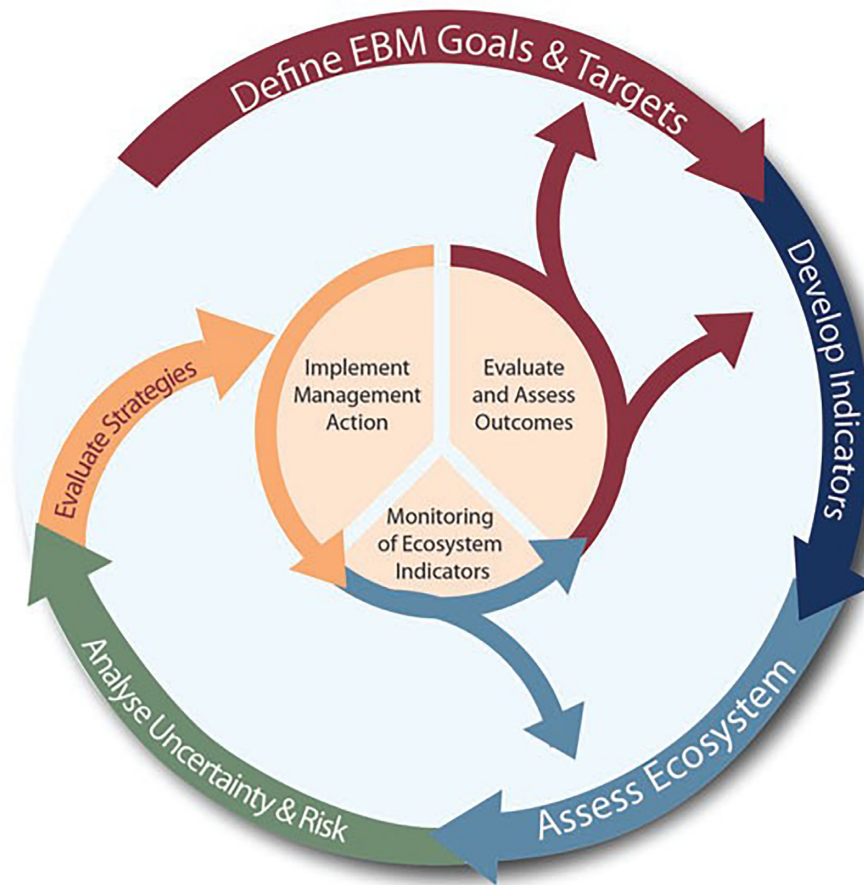 Define EBM Goals & Targets
Develop Indicators
Assess Ecosystem
Analyse Uncertainty & Risk
Evaluate Strategies
Implement
Management
Action
Evaluate
and Assess
Outcomes
Monitoring
of Ecosystem
Indicators